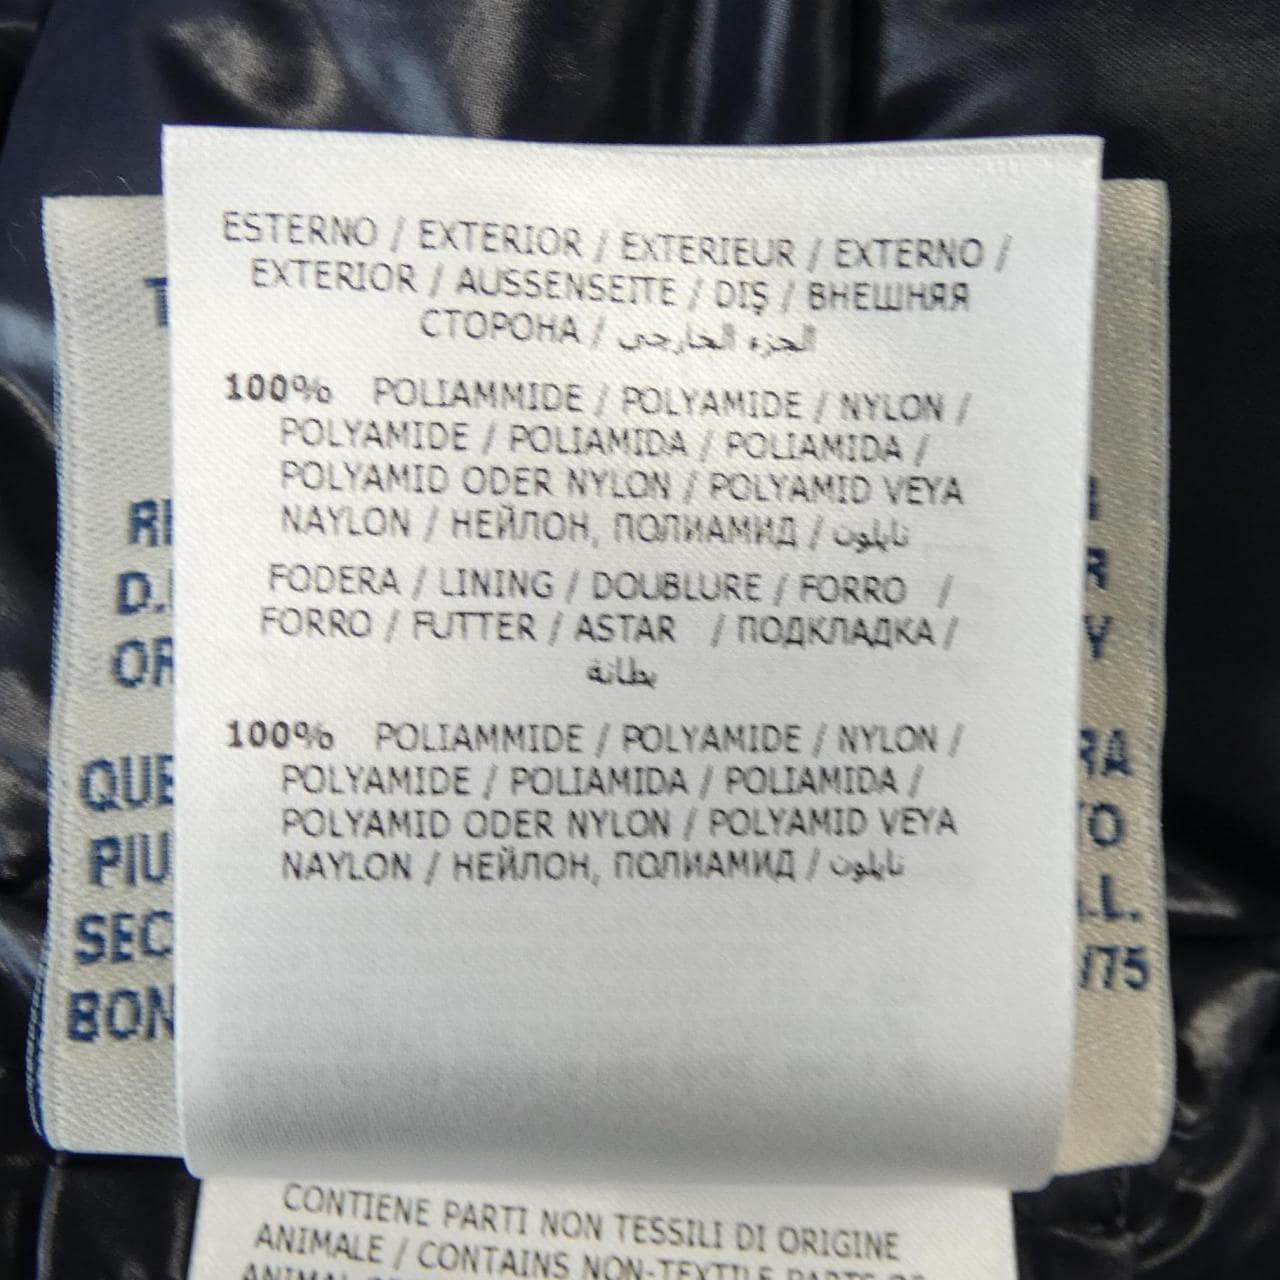 ESTERNO / EXTERIOR / EXTERIEUR / EXTERNO /
EXTERIOR / AUSSENSEITE / DIŞ / ВНЕШНЯЯ
СТОРОНА / الجزء الخارجي
100% POLIAMMIDE / POLYAMIDE / NYLON /
POLYAMIDE / POLIAMIDA / POLIAMIDA /
POLYAMID ODER NYLON / POLYAMID VEYA
NAYLON / НЕЙЛОН, ПОЛИАМИД / نايلون
FODERA / LINING / DOUBLURE / FORRO /
FORRO / FUTTER / ASTAR / ПОДКЛАДКА /
بطانة
100% POLIAMMIDE / POLYAMIDE / NYLON /
POLYAMIDE / POLIAMIDA / POLIAMIDA /
POLYAMID ODER NYLON / POLYAMID VEYA
NAYLON / НЕЙЛОН, ПОЛИАМИД / نايلون
CONTIENE PARTI NON TESSILI DI ORIGINE
ANIMALE / CONTAINS NON-TEXTILE PARTS OF